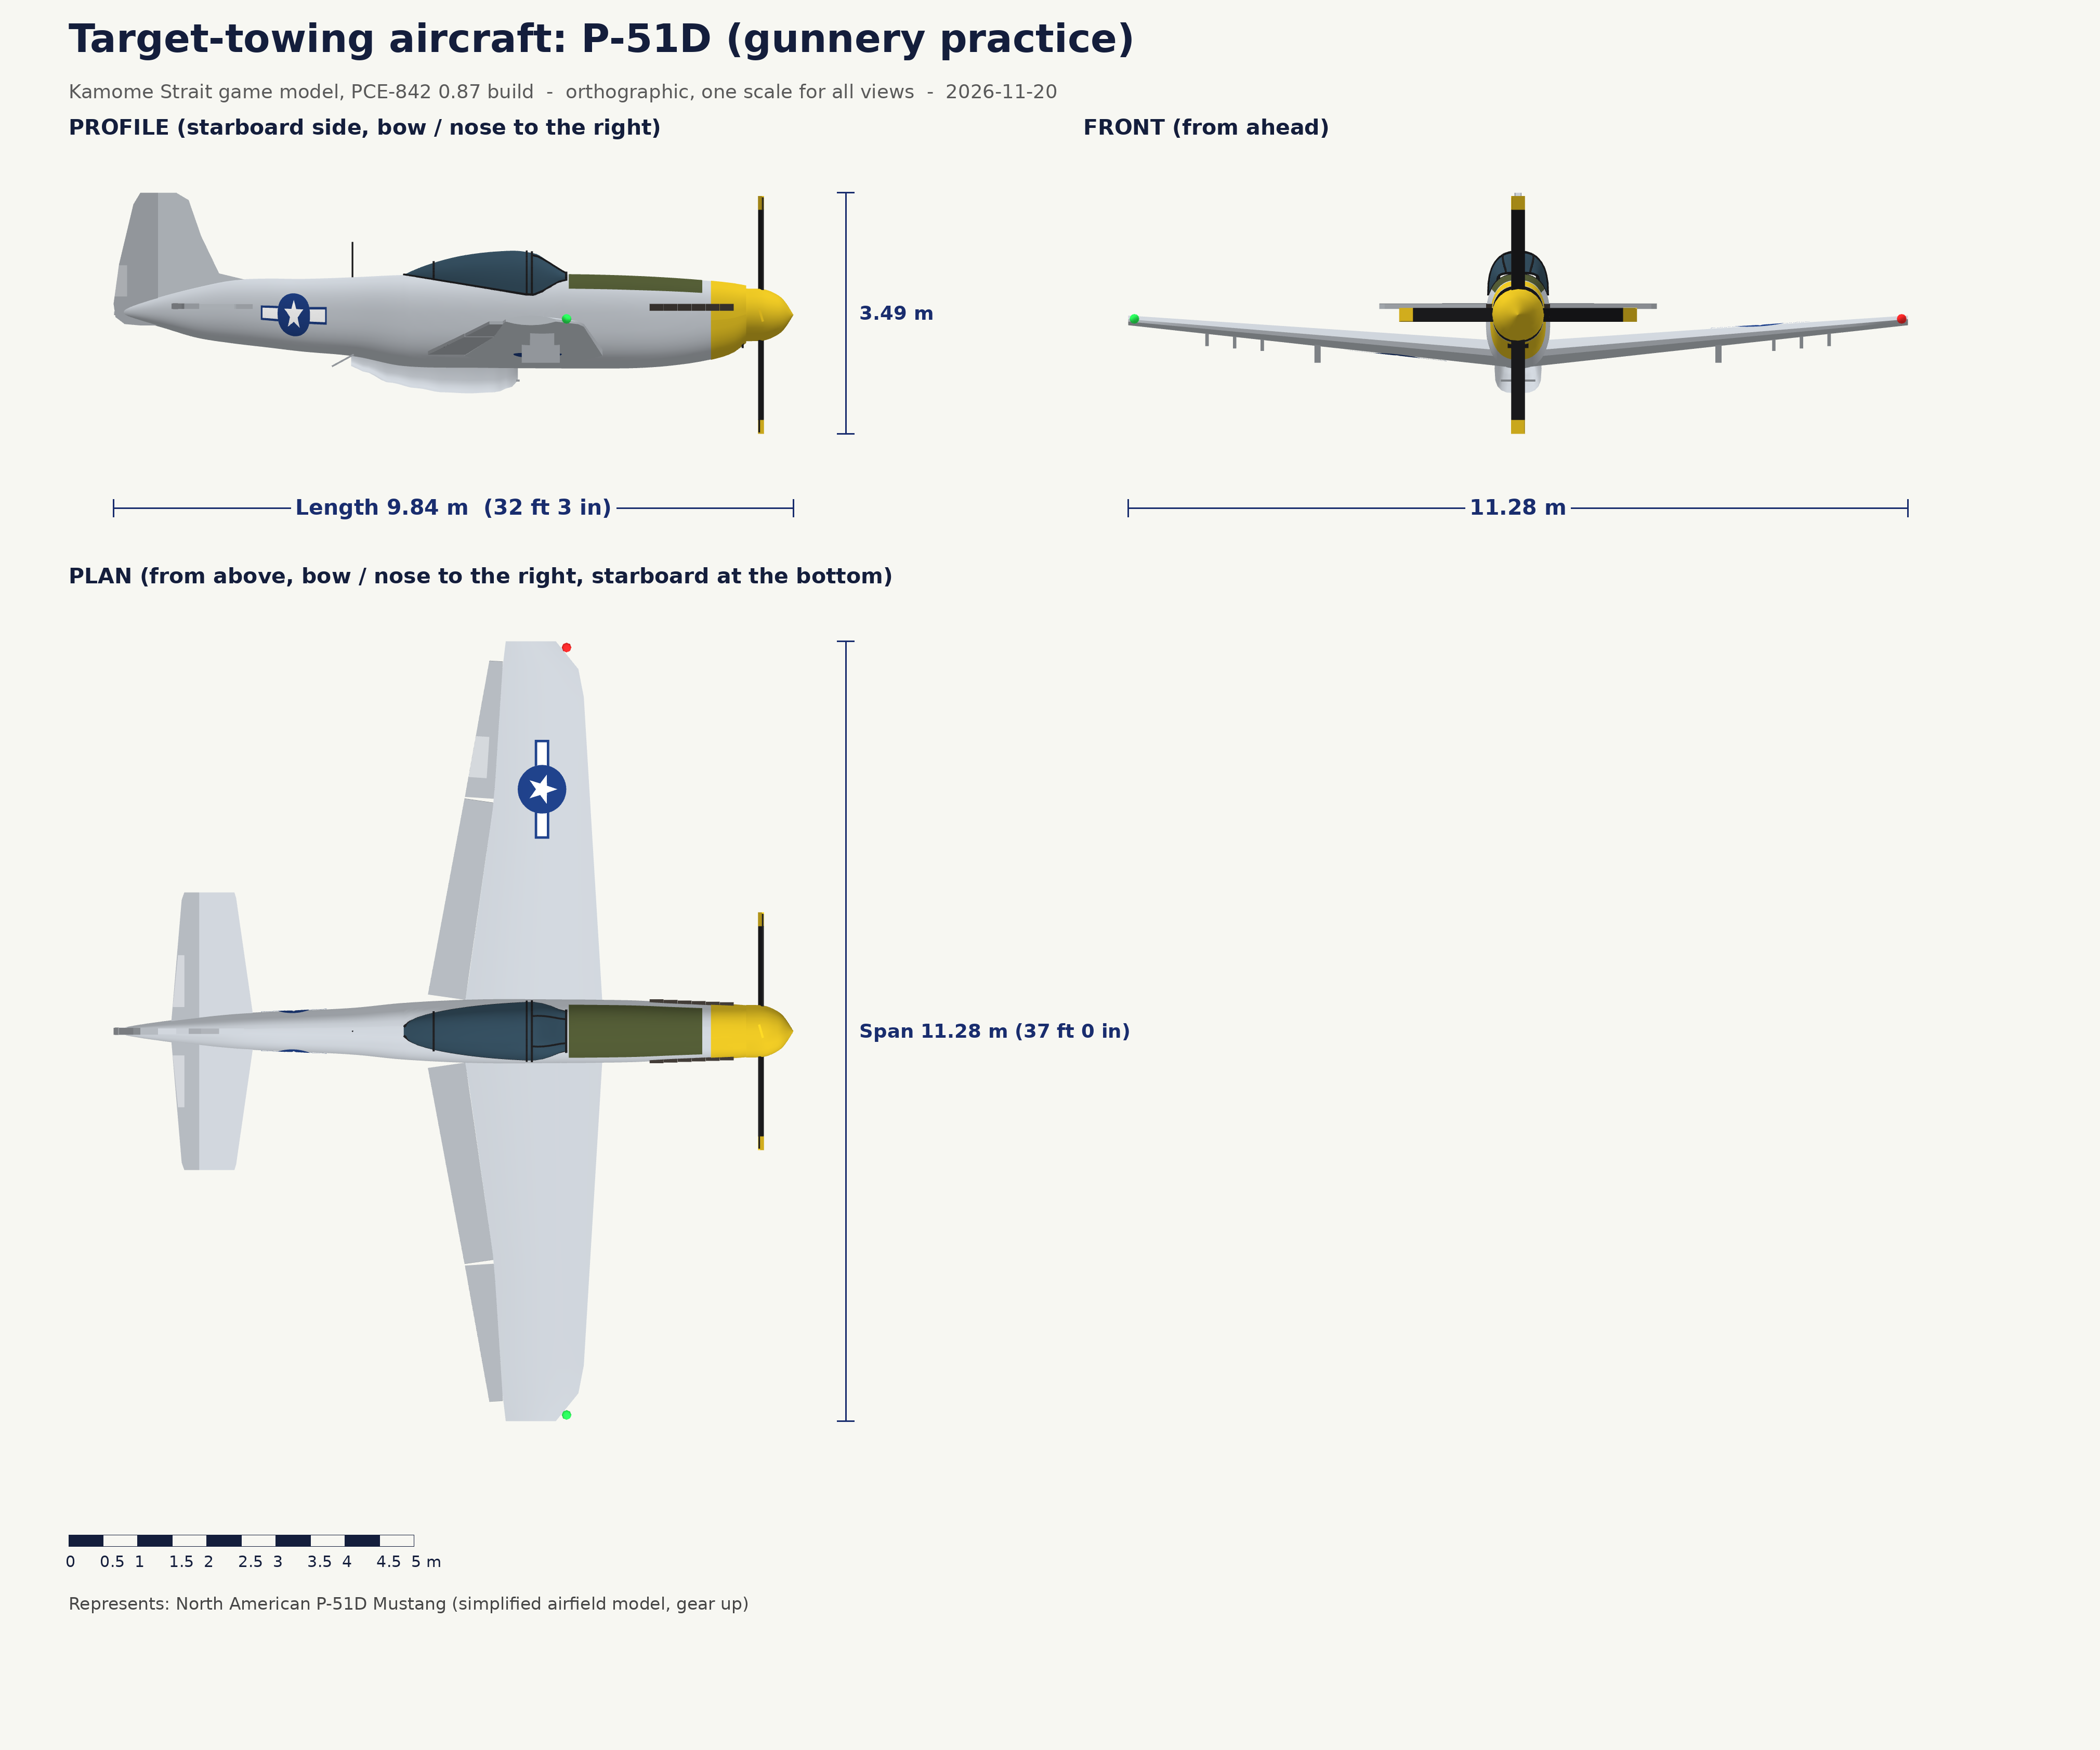 Target-towing aircraft: P-51D (gunnery practice)
Kamome Strait game model, PCE-842 0.87 build - orthographic, one scale for all views - 2026-11-20
PROFILE (starboard side, bow / nose to the right)
FRONT (from ahead)
3.49 m
Length 9.84 m (32 ft 3 in)
11.28 m
PLAN (from above, bow / nose to the right, starboard at the bottom)
Span 11.28 m (37 ft 0 in)
0 0.5 1 1.5 2 2.5 3 3.5 4 4.5 5 m
Represents: North American P-51D Mustang (simplified airfield model, gear up)